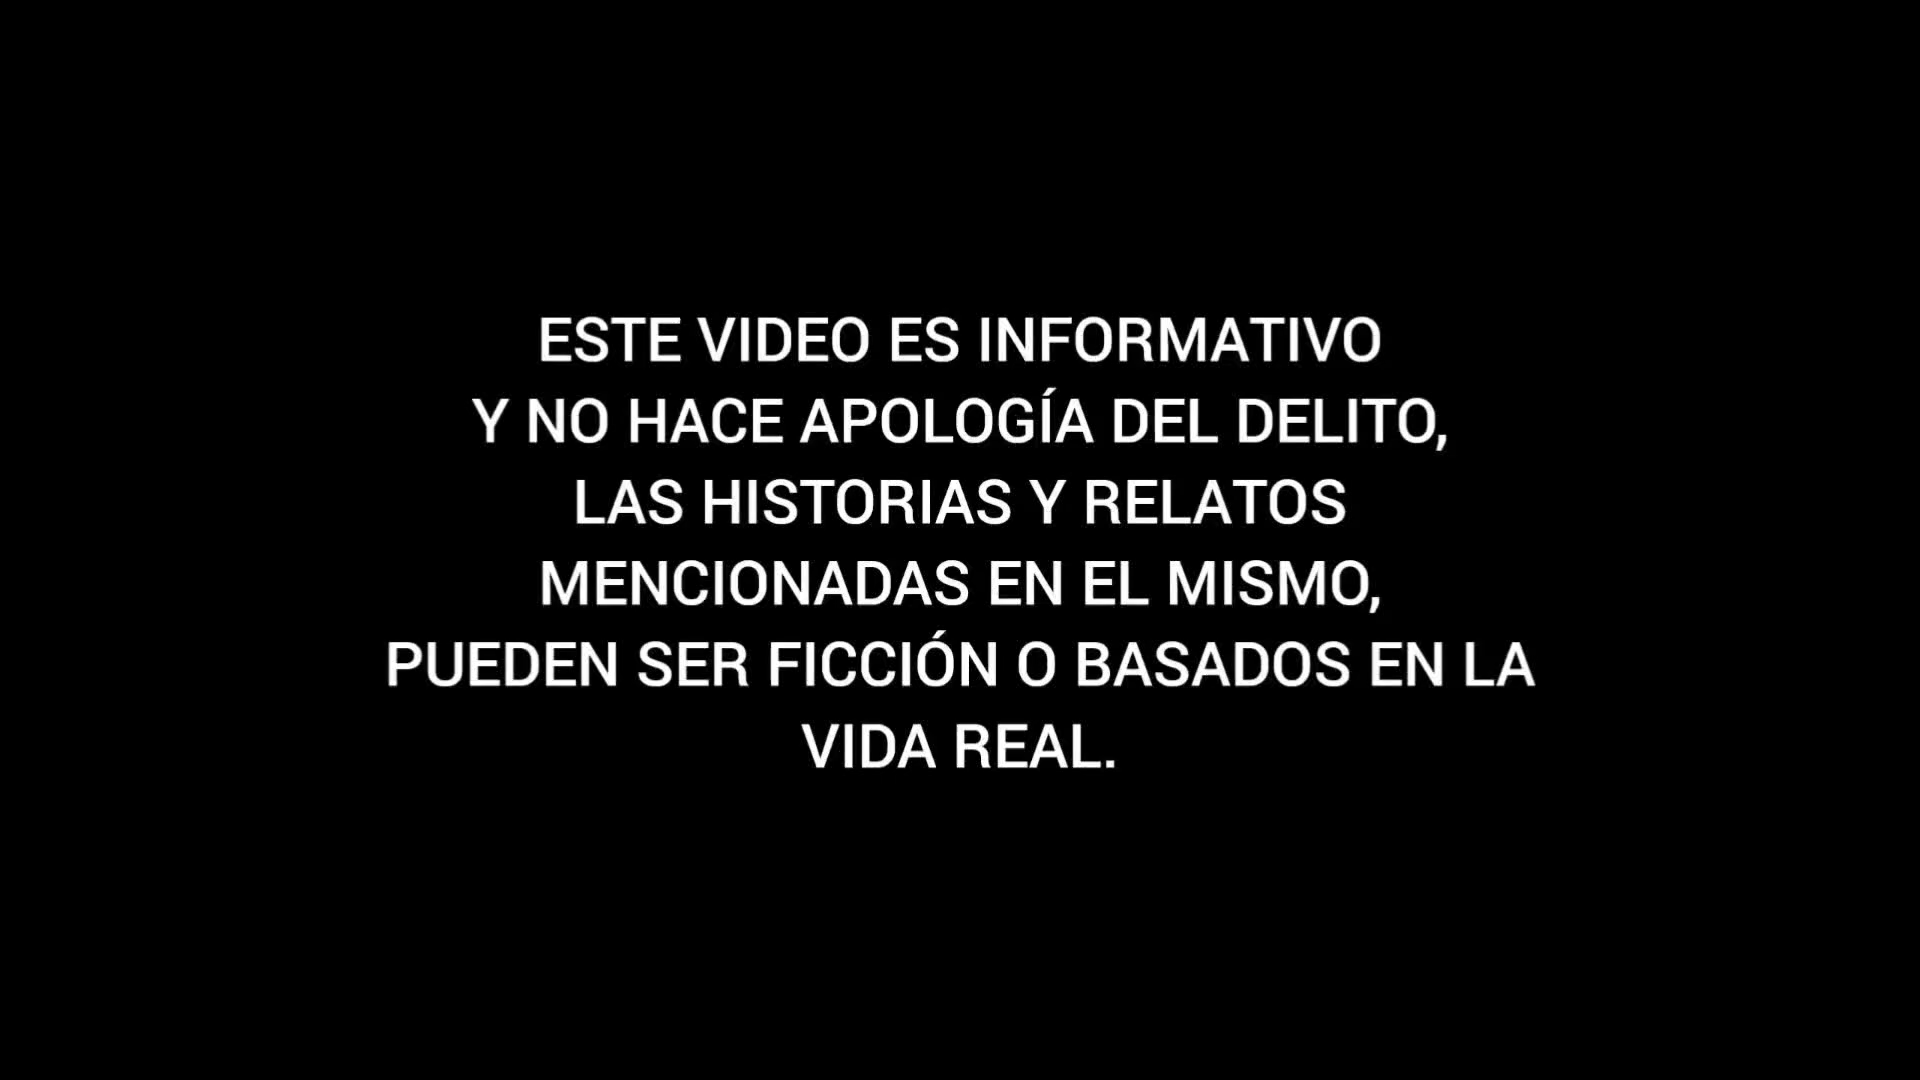 ESTE VIDEO ES INFORMATIVO
Y NO HACE APOLOGÍA DEL DELITO,
LAS HISTORIAS Y RELATOS
MENCIONADAS EN EL MISMO,
PUEDEN SER FICCIÓN O BASADOS EN LA
VIDA REAL.